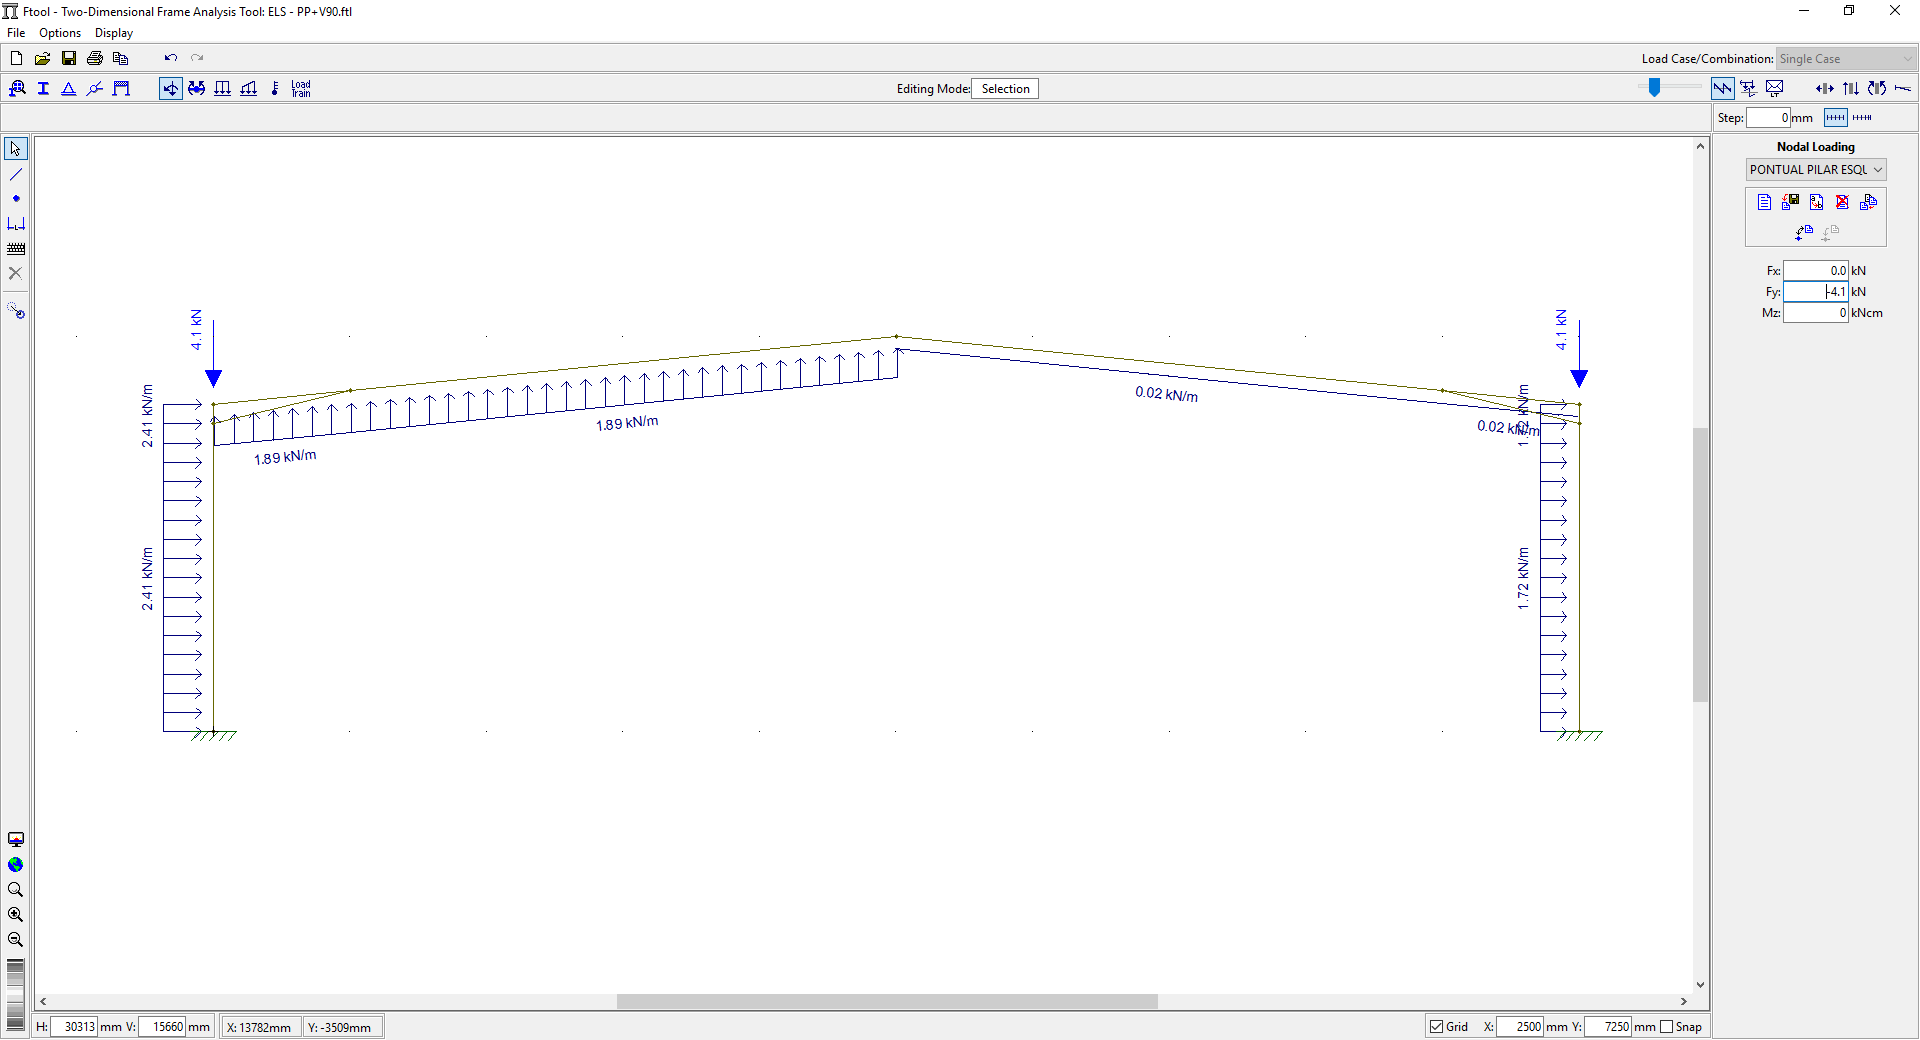 Ftool - Two-Dimensional Frame Analysis Tool: ELS - PP+V90.ftl
File Options Display
Load Case/Combination: Single Case
Load Train
Editing Mode: Selection
Step: 0 mm
Nodal Loading
PONTUAL PILAR ESQU
Fx: 0.0 kN
Fy: -4.1 kN
Mz: 0 kNcm
4.1 kN
4.1 kN
2.41 kN/m
1.89 kN/m
1.89 kN/m
0.02 kN/m
0.02 kN/m
1.72 kN/m
2.41 kN/m
1.72 kN/m
H: 30313 mm V: 15660 mm X: 13782mm Y: -3509mm
Grid X: 2500 mm Y: 7250 mm Snap